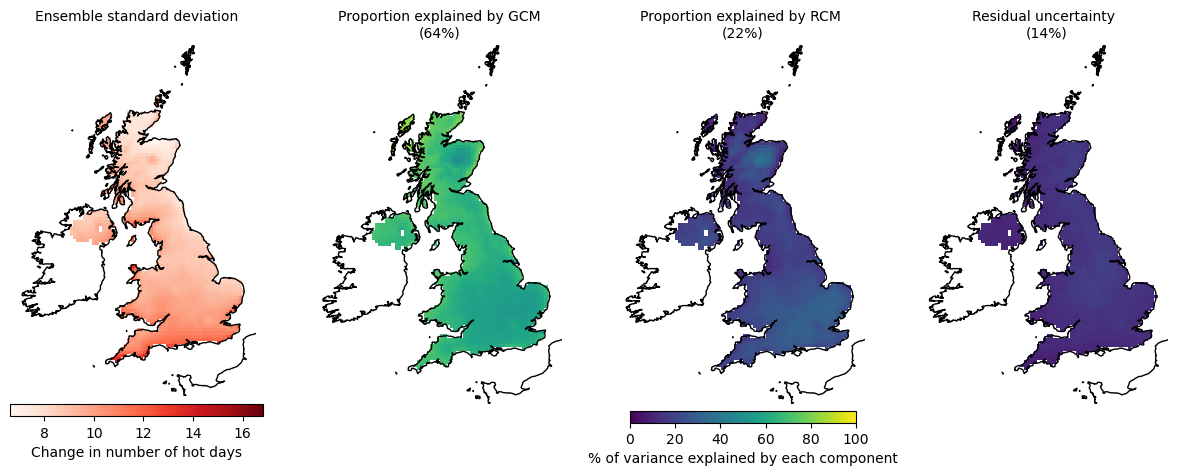 Ensemble standard deviation
Proportion explained by GCM
(64%)
Proportion explained by RCM
(22%)
Residual uncertainty
(14%)
8 10 12 14 16
Change in number of hot days
0 20 40 60 80 100
% of variance explained by each component